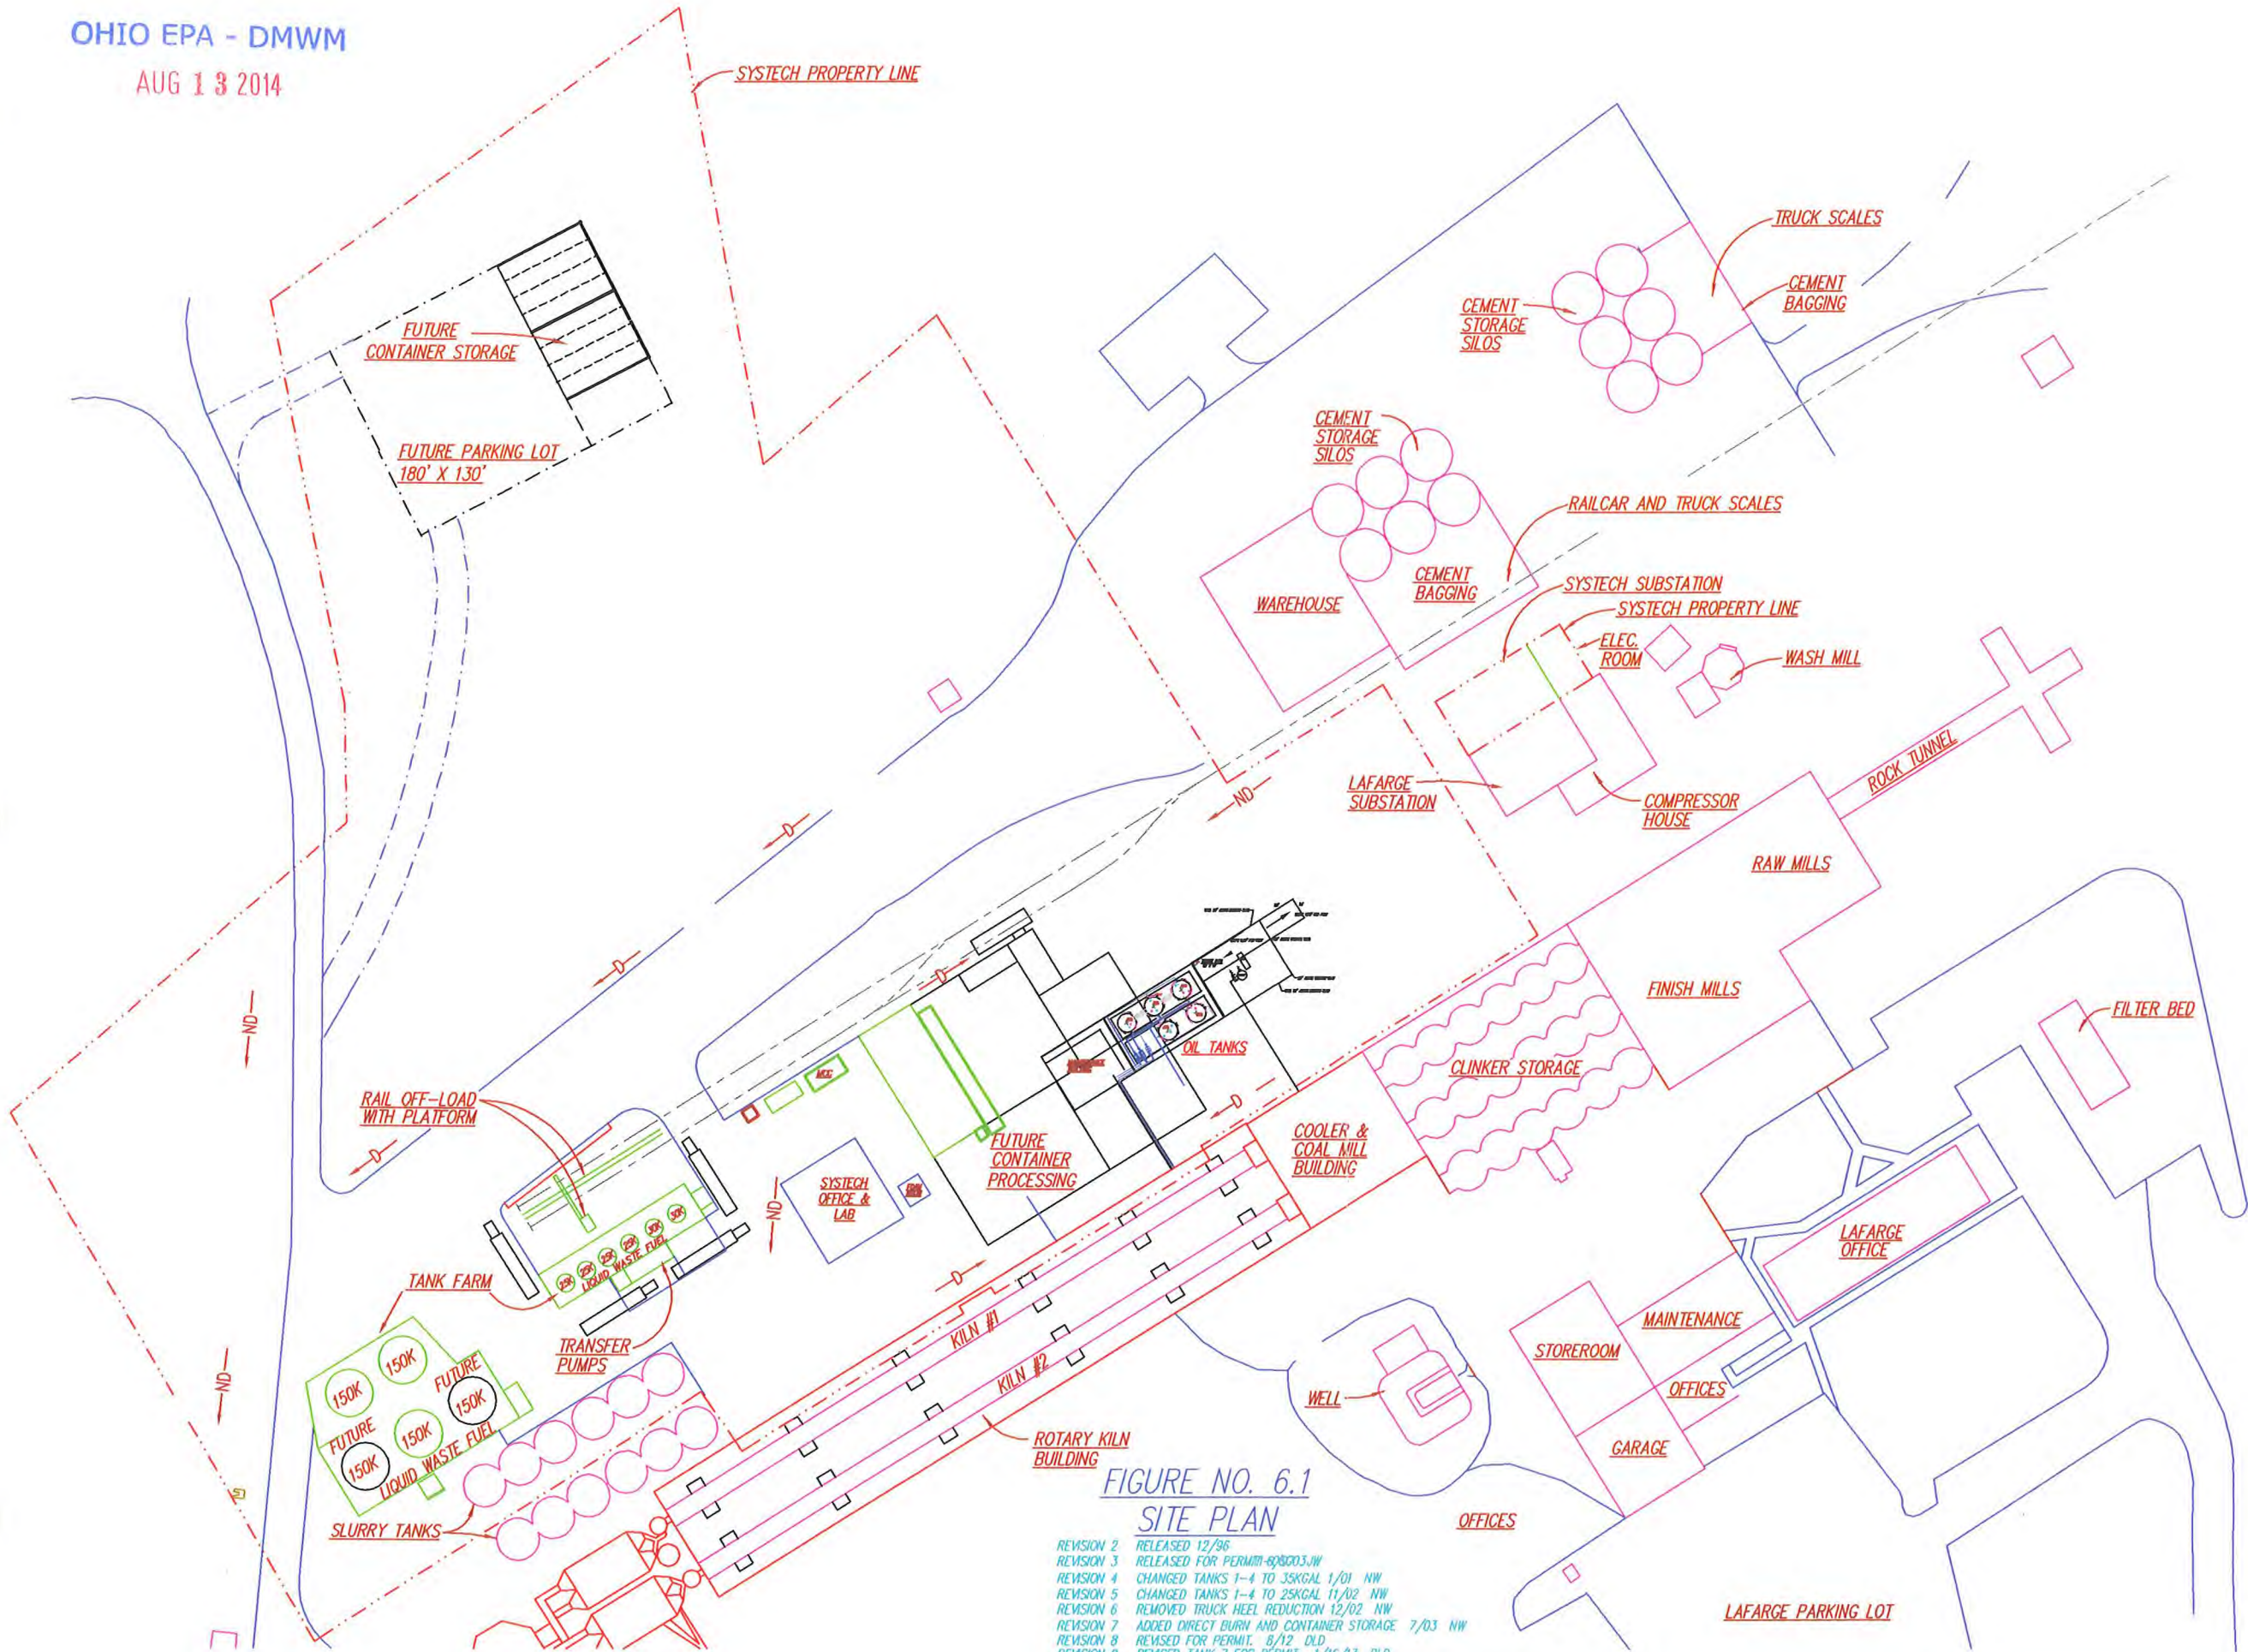 OHIO EPA - DMWM
AUG 13 2014
SYSTECH PROPERTY LINE
TRUCK SCALES
CEMENT
BAGGING
CEMENT
STORAGE
SILOS
FUTURE
CONTAINER STORAGE
FUTURE PARKING LOT
180' X 130'
CEMENT
STORAGE
SILOS
RAILCAR AND TRUCK SCALES
CEMENT
BAGGING
WAREHOUSE
SYSTECH SUBSTATION
SYSTECH PROPERTY LINE
ELEC.
ROOM
WASH MILL
ROCK TUNNEL
LAFARGE
SUBSTATION
COMPRESSOR
HOUSE
ND
D
RAW MILLS
D
D
FINISH MILLS
FILTER BED
ND
OIL TANKS
CLINKER STORAGE
MCC
RAIL OFF-LOAD
WITH PLATFORM
D
D
COOLER &
COAL MILL
BUILDING
FUTURE
CONTAINER
PROCESSING
SYSTECH
OFFICE &
LAB
ND
LAFARGE
OFFICE
25K
25K
25K
25K
30K
30K
LIQUID WASTE FUEL
TANK FARM
D
KILN #1
KILN #2
TRANSFER
PUMPS
MAINTENANCE
STOREROOM
OFFICES
GARAGE
WELL
ND
150K
150K
FUTURE
150K
150K
FUTURE
150K
LIQUID WASTE FUEL
SLURRY TANKS
ROTARY KILN
BUILDING
OFFICES
LAFARGE PARKING LOT
FIGURE NO. 6.1
SITE PLAN
REVISION 2 RELEASED 12/96
REVISION 3 RELEASED FOR PERMIT
REVISION 4 CHANGED TANKS 1-4 TO 35KGAL 1/01 NW
REVISION 5 CHANGED TANKS 1-4 TO 25KGAL 11/02 NW
REVISION 6 REMOVED TRUCK HEEL REDUCTION 12/02 NW
REVISION 7 ADDED DIRECT BURN AND CONTAINER STORAGE 7/03 NW
REVISION 8 REVISED FOR PERMIT. 8/12 DLD